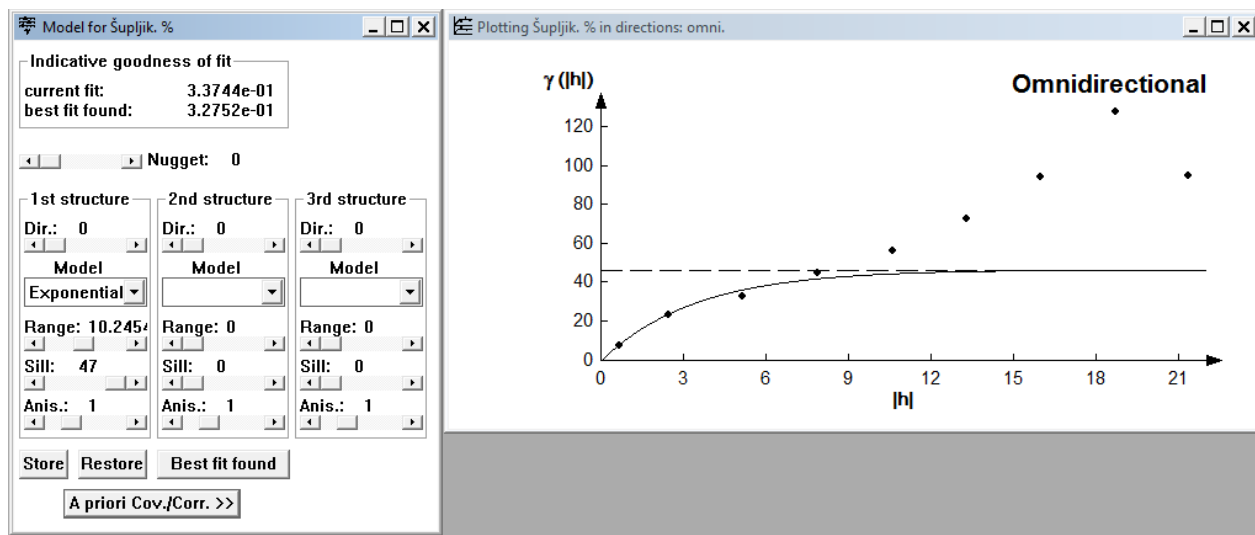 Model for Šupljik. %
Indicative goodness of fit
current fit: 3.3744e-01
best fit found: 3.2752e-01
Nugget: 0
1st structure 2nd structure 3rd structure
Dir.: 0 Dir.: 0 Dir.: 0
Model Model Model
Exponential
Range: 10.2454 Range: 0 Range: 0
Sill: 47 Sill: 0 Sill: 0
Anis.: 1 Anis.: 1 Anis.: 1
Store Restore Best fit found
A priori Cov./Corr. >>
Plotting Šupljik. % in directions: omni.
γ (|h|)
Omnidirectional
120
100
80
60
40
20
0
0 3 6 9 12 15 18 21
|h|